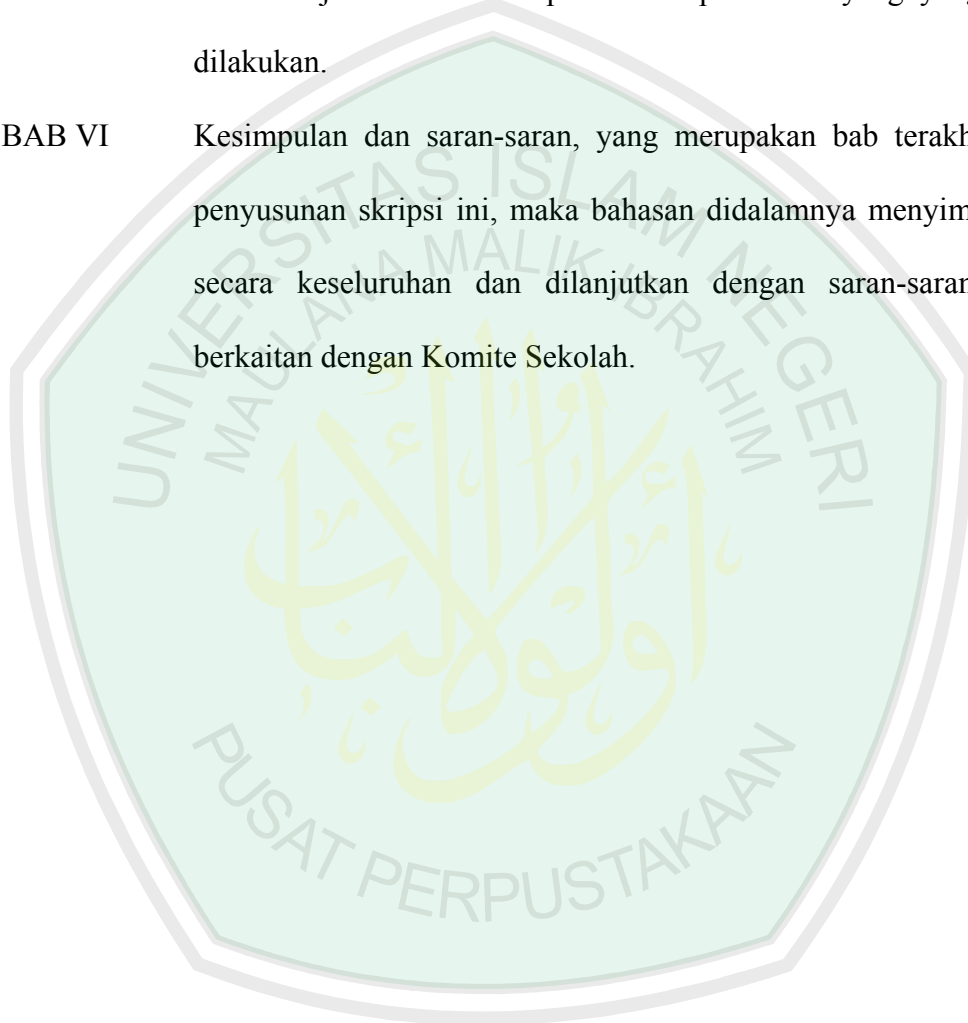 dilakukan.
BAB VI Kesimpulan dan saran-saran, yang merupakan bab
penyusunan skripsi ini, maka bahasan didalamnya
secara keseluruhan dan dilanjutkan dengan saran-saran
berkaitan dengan Komite Sekolah.
UNIVERSITAS ISLAM NEGERI
MAULANA MALIK IBRAHIM
PUSAT PERPUSTAKAAN